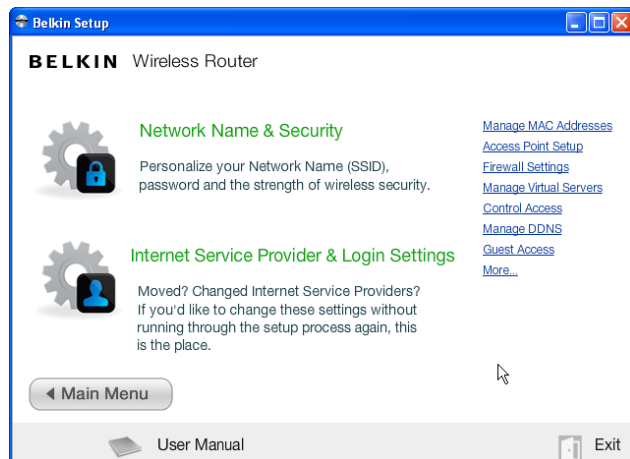 Belkin Setup
BELKIN Wireless Router
Network Name & Security
Personalize your Network Name (SSID),
password and the strength of wireless security.
Internet Service Provider & Login Settings
Moved? Changed Internet Service Providers?
If you'd like to change these settings without
running through the setup process again, this
is the place.
Manage MAC Addresses
Access Point Setup
Firewall Settings
Manage Virtual Servers
Control Access
Manage DDNS
Guest Access
More...
Main Menu
User Manual
Exit